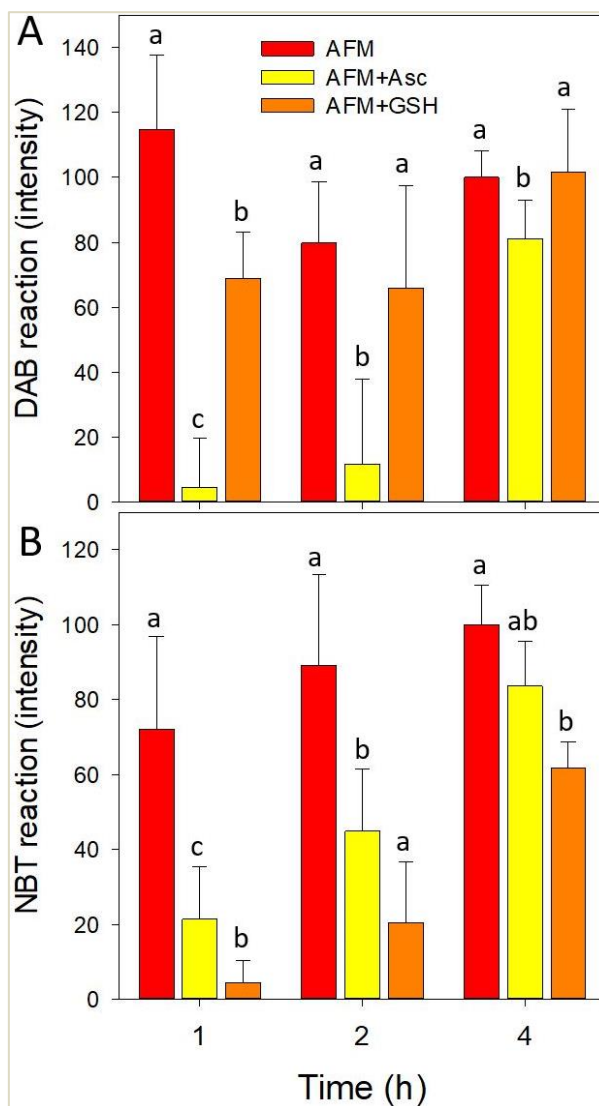 A
DAB reaction (intensity)
140
120
100
80
60
40
20
0
AFM
AFM+Asc
AFM+GSH
a
c
b
a
b
a
a
b
a
B
NBT reaction (intensity)
120
100
80
60
40
20
0
a
c
b
a
b
a
a
ab
b
1 2 4
Time (h)